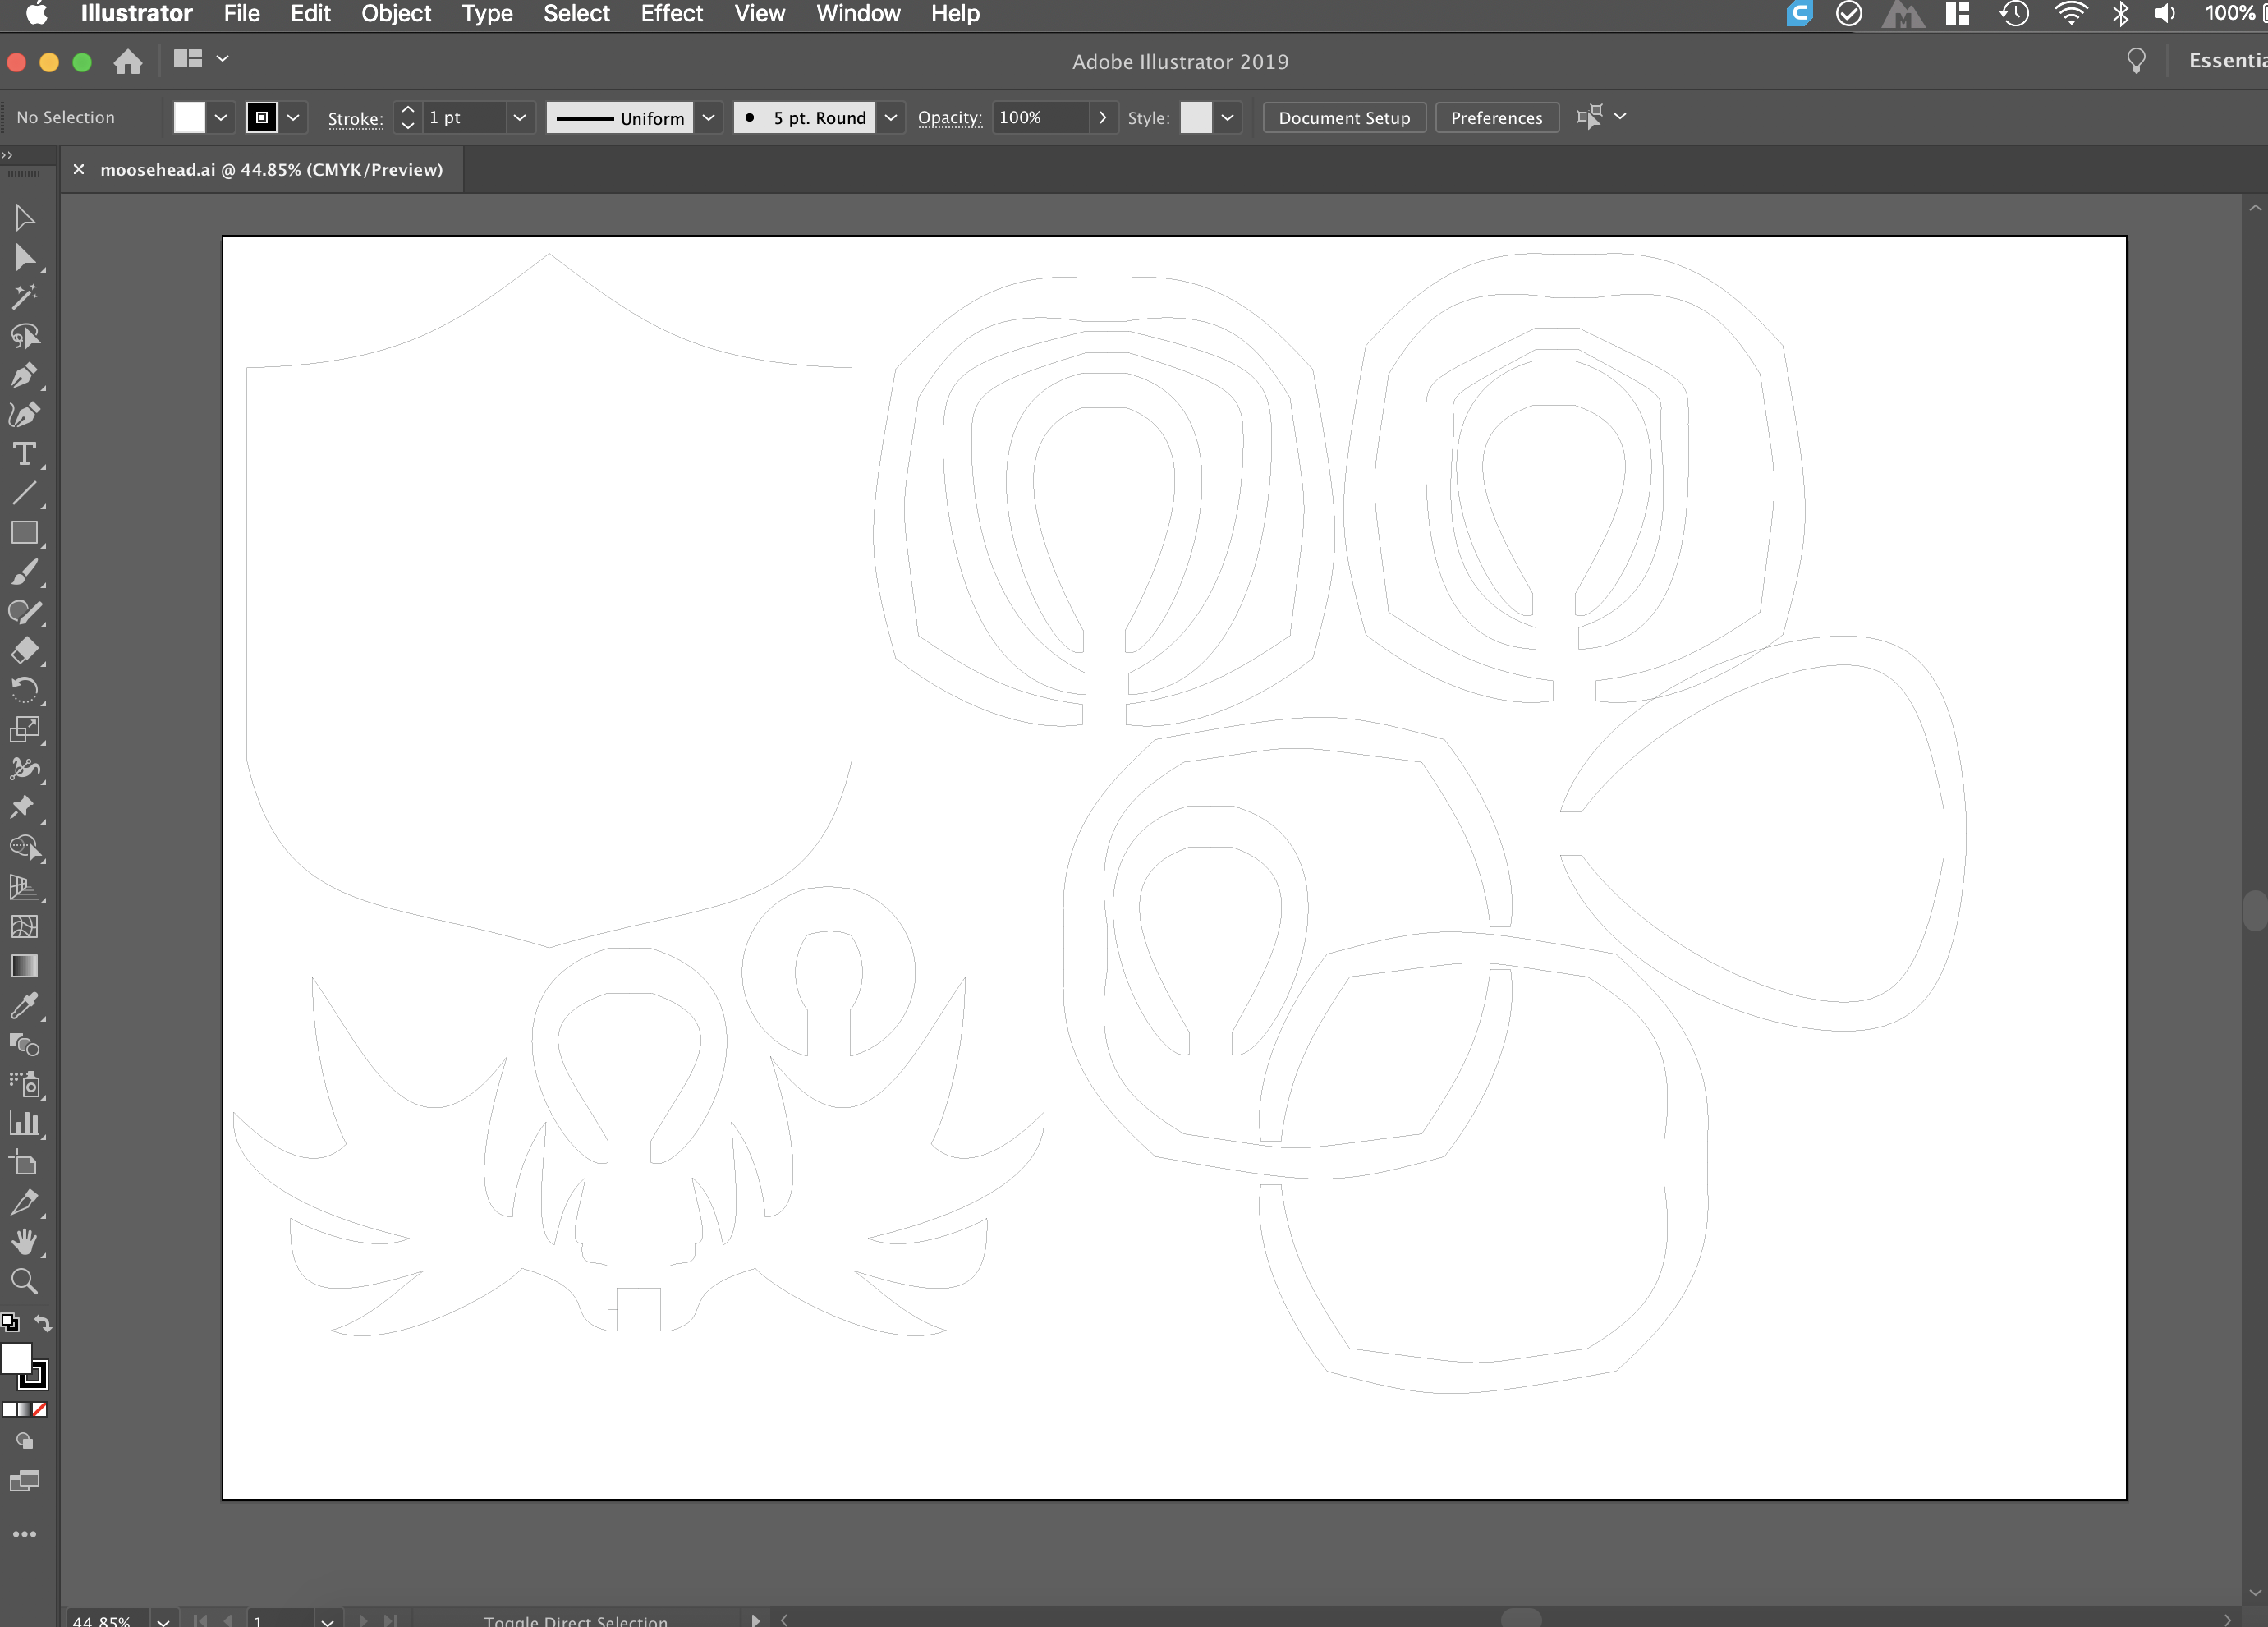 Illustrator File Edit Object Type Select Effect View Window Help 100%
Adobe Illustrator 2019
Essentia
No Selection Stroke: 1 pt Uniform 5 pt. Round Opacity: 100% Style: Document Setup Preferences
moosehead.ai @ 44.85% (CMYK/Preview)
44.85% 1 Toggle Direct Selection